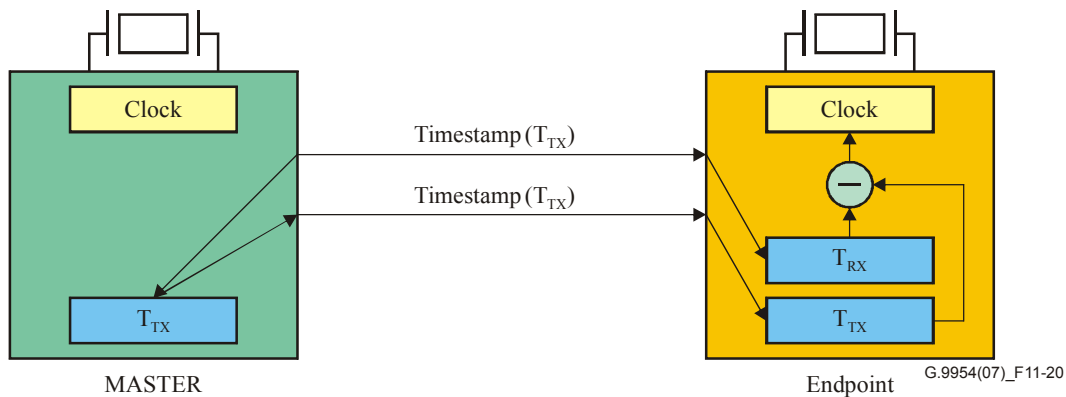 Clock
Clock
Timestamp (TTX)
Timestamp (TTX)
TRX
TTX
TTX
MASTER
Endpoint
G.9954(07)_F11-20